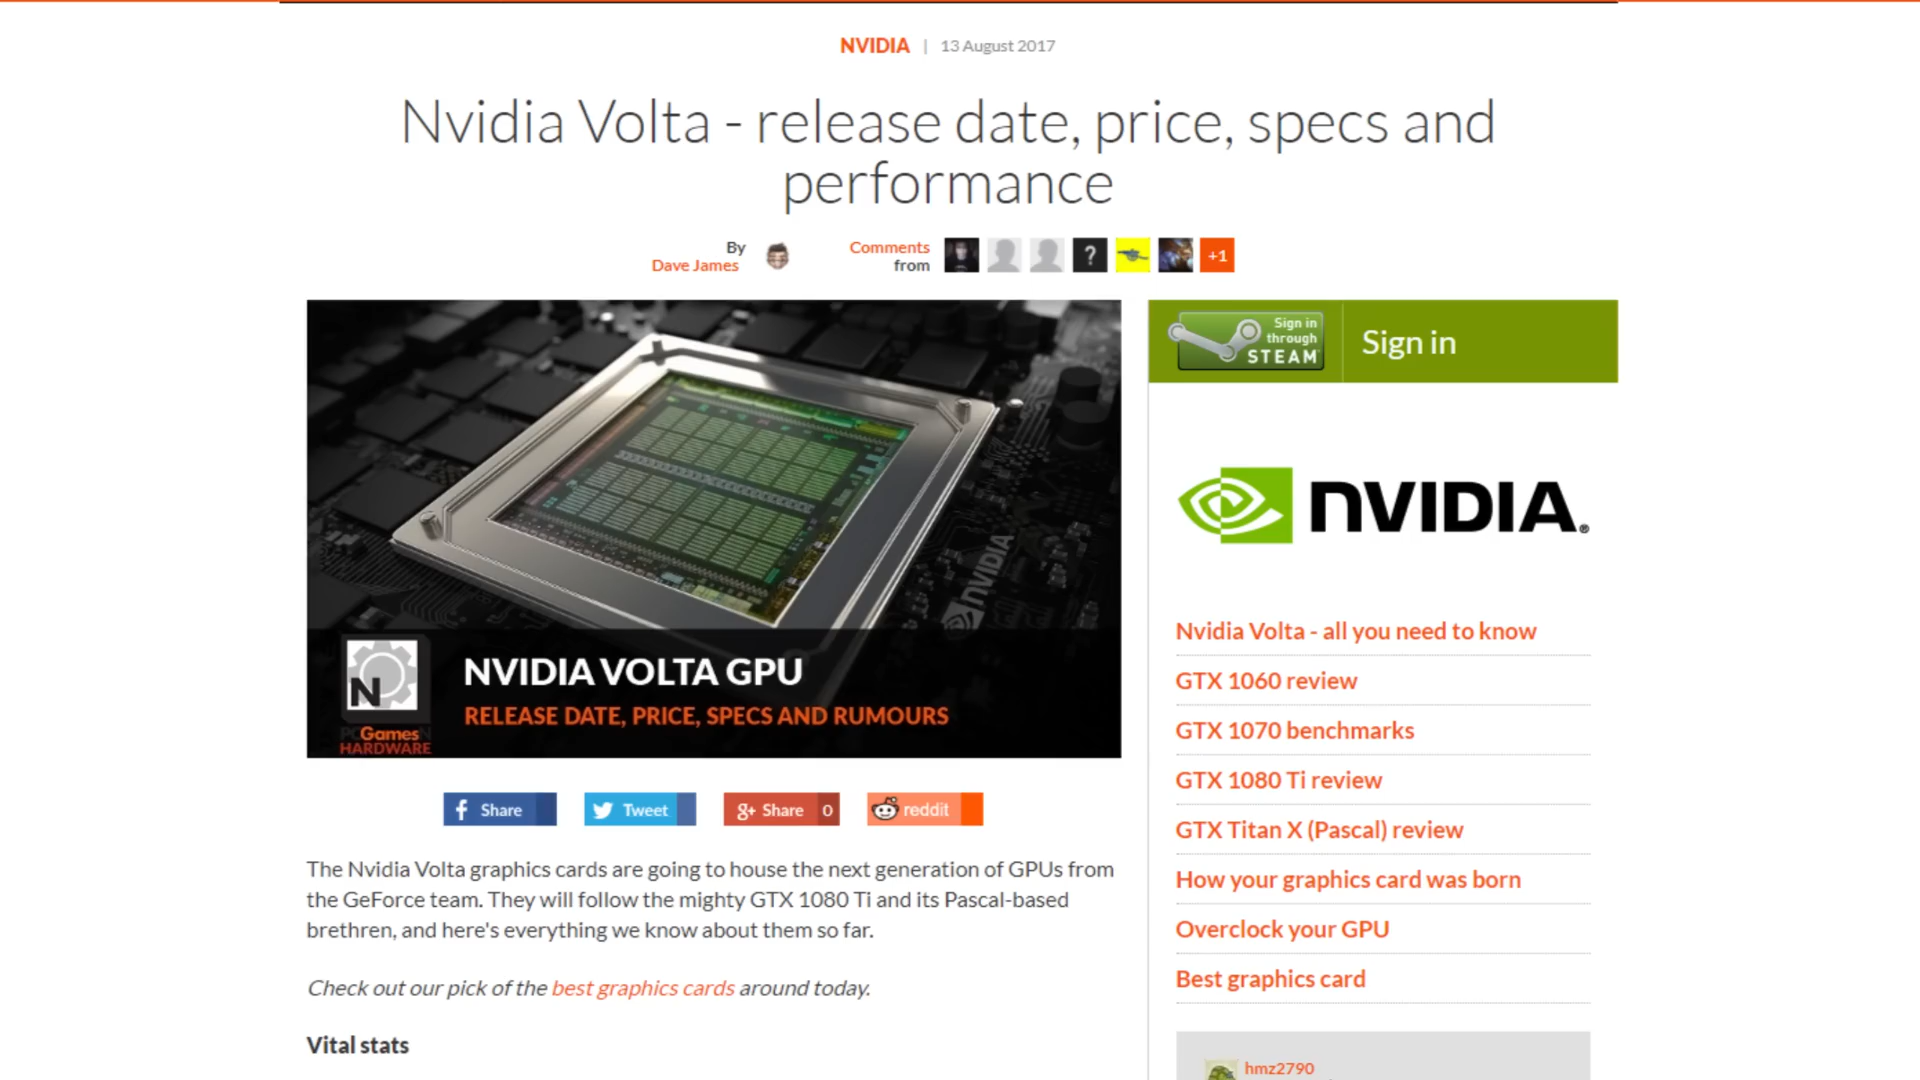 NVIDIA | 13 August 2017
Nvidia Volta - release date, price, specs and
performance
By
Dave James
Comments
from
?
+1
NVIDIA
NVIDIA VOLTA GPU
RELEASE DATE, PRICE, SPECS AND RUMOURS
N
PCGamesN
HARDWARE
Share
Tweet
g+ Share 0
reddit
The Nvidia Volta graphics cards are going to house the next generation of GPUs from
the GeForce team. They will follow the mighty GTX 1080 Ti and its Pascal-based
brethren, and here's everything we know about them so far.
Check out our pick of the best graphics cards around today.
Vital stats
Sign in
through
STEAM
Sign in
NVIDIA®
Nvidia Volta - all you need to know
GTX 1060 review
GTX 1070 benchmarks
GTX 1080 Ti review
GTX Titan X (Pascal) review
How your graphics card was born
Overclock your GPU
Best graphics card
hmz2790